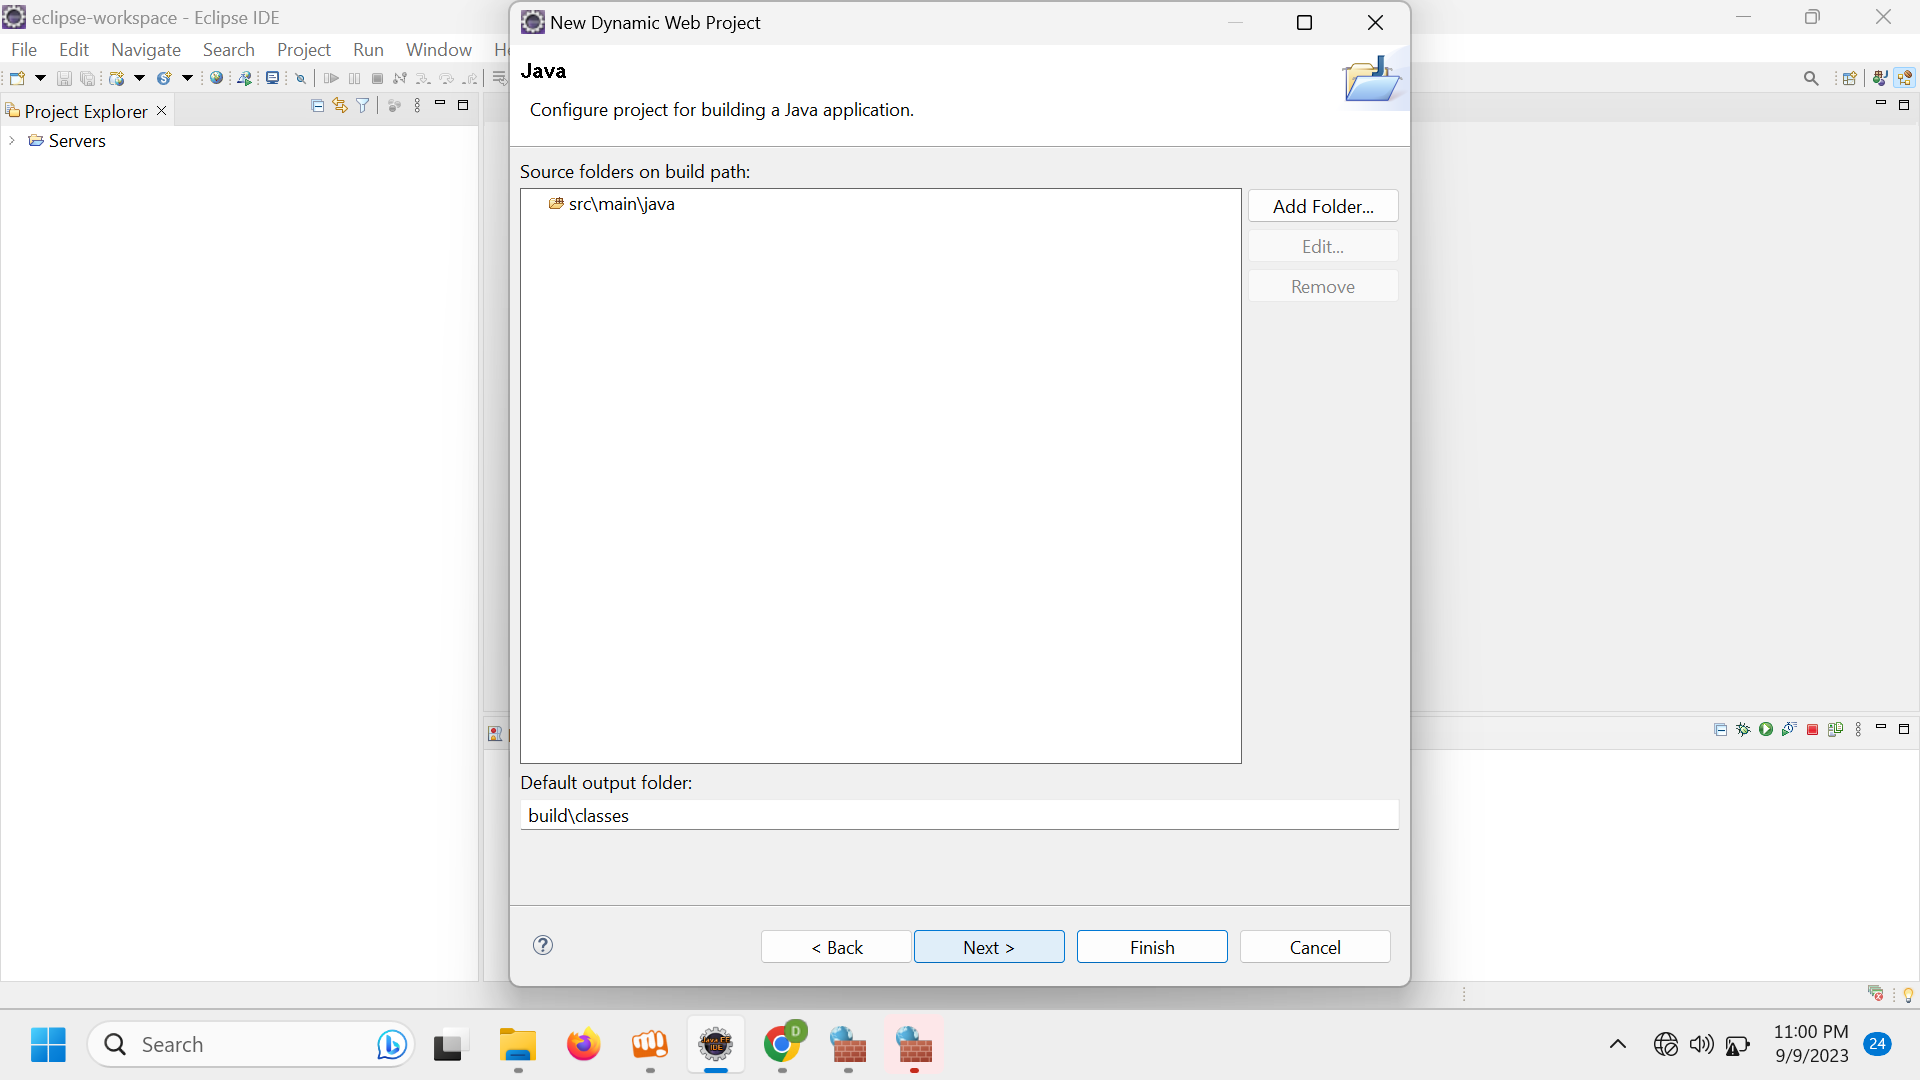 eclipse-workspace - Eclipse IDE
File Edit Navigate Search Project Run Window
Project Explorer
Servers
New Dynamic Web Project
Java
Configure project for building a Java application.
Source folders on build path:
src\main\java
Add Folder...
Edit...
Remove
Default output folder:
build\classes
< Back
Next >
Finish
Cancel
Search
D
11:00 PM
9/9/2023
24